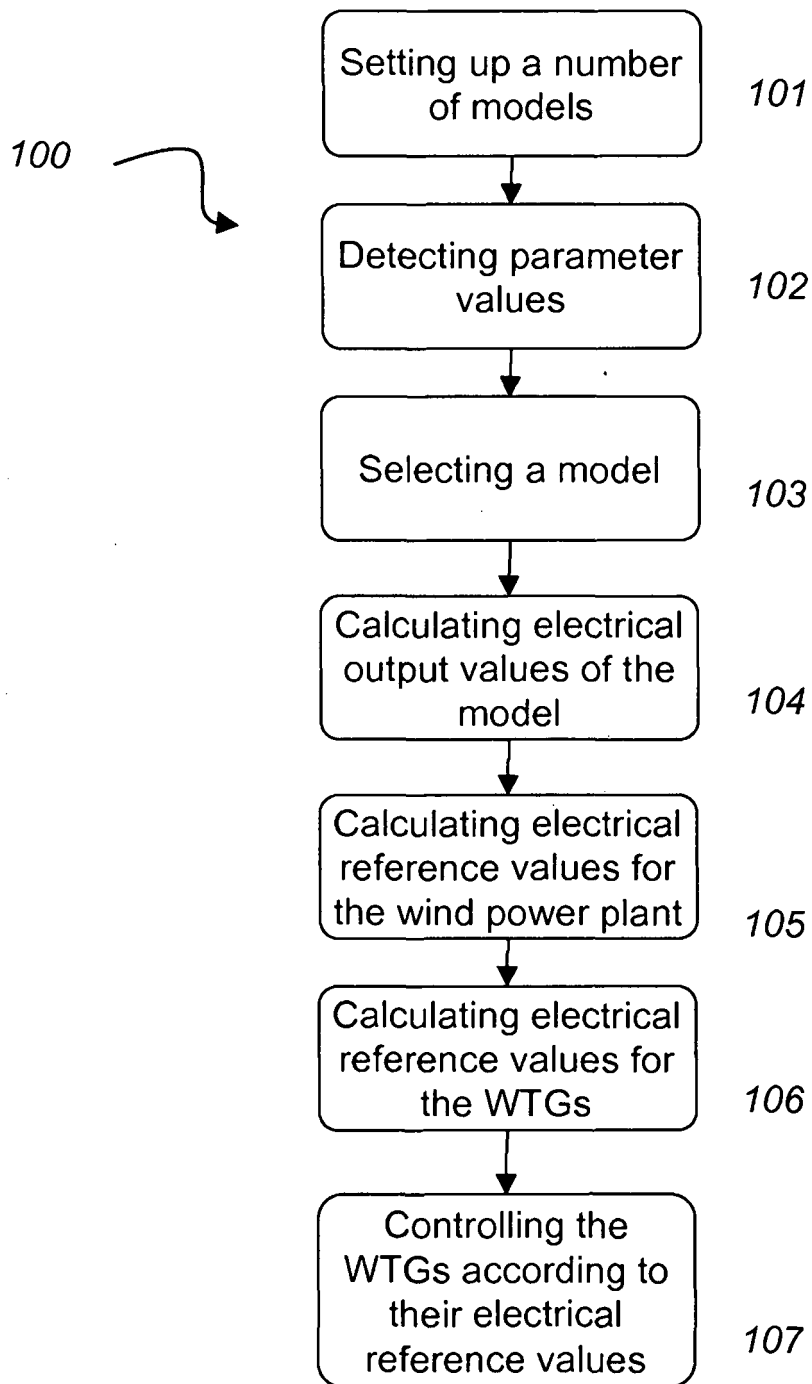 Setting up a number
of models
101
100
Detecting parameter
values
102
Selecting a model
103
Calculating electrical
output values of the
model
104
Calculating electrical
reference values for
the wind power plant
105
Calculating electrical
reference values for
the WTGs
106
Controlling the
WTGs according to
their electrical
reference values
107